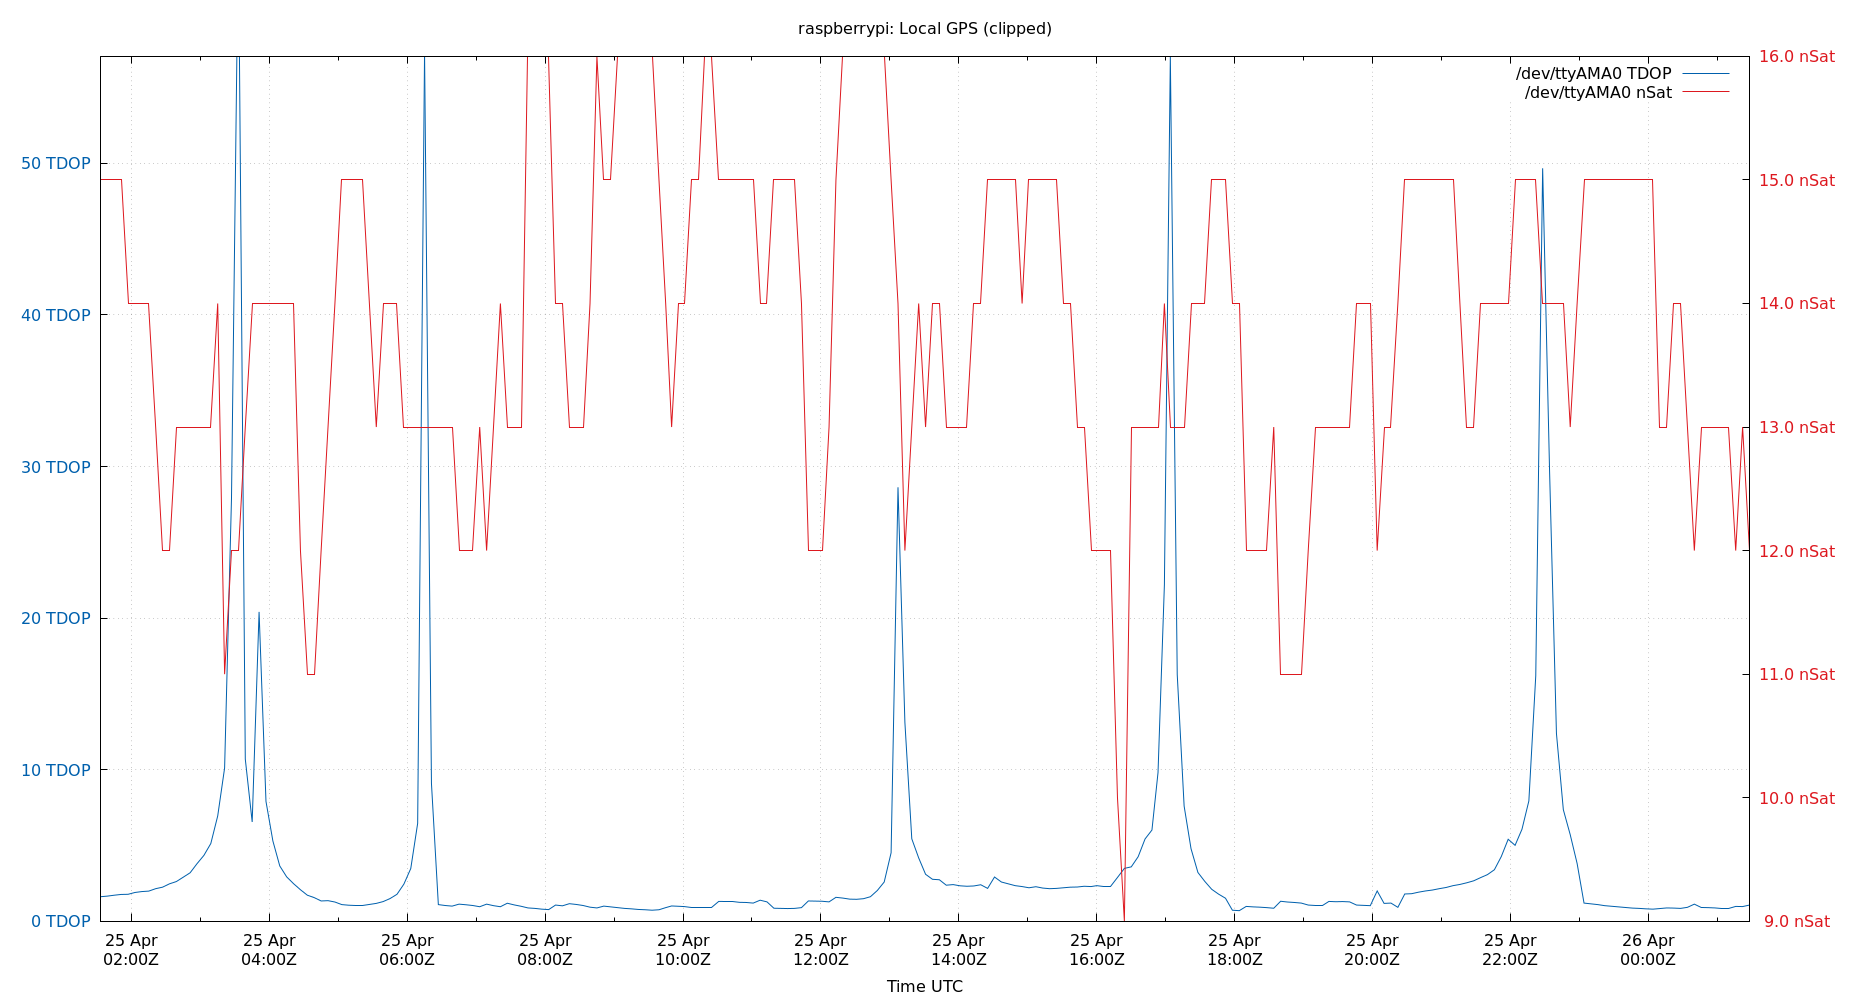 raspberrypi: Local GPS (clipped)
/dev/ttyAMA0 TDOP
/dev/ttyAMA0 nSat
50 TDOP
40 TDOP
30 TDOP
20 TDOP
10 TDOP
0 TDOP
16.0 nSat
15.0 nSat
14.0 nSat
13.0 nSat
12.0 nSat
11.0 nSat
10.0 nSat
9.0 nSat
25 Apr 25 Apr 25 Apr 25 Apr 25 Apr 25 Apr 25 Apr 25 Apr 25 Apr 25 Apr 25 Apr 26 Apr
02:00Z 04:00Z 06:00Z 08:00Z 10:00Z 12:00Z 14:00Z 16:00Z 18:00Z 20:00Z 22:00Z 00:00Z
Time UTC